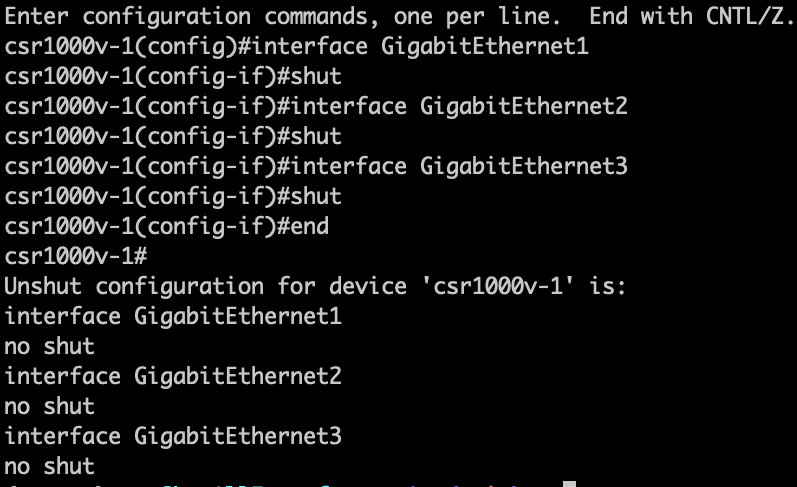 Enter configuration commands, one per line.  End with CNTL/Z.
csr1000v-1(config)#interface GigabitEthernet1
csr1000v-1(config-if)#shut
csr1000v-1(config-if)#interface GigabitEthernet2
csr1000v-1(config-if)#shut
csr1000v-1(config-if)#interface GigabitEthernet3
csr1000v-1(config-if)#shut
csr1000v-1(config-if)#end
csr1000v-1#
Unshut configuration for device 'csr1000v-1' is:
interface GigabitEthernet1
no shut
interface GigabitEthernet2
no shut
interface GigabitEthernet3
no shut